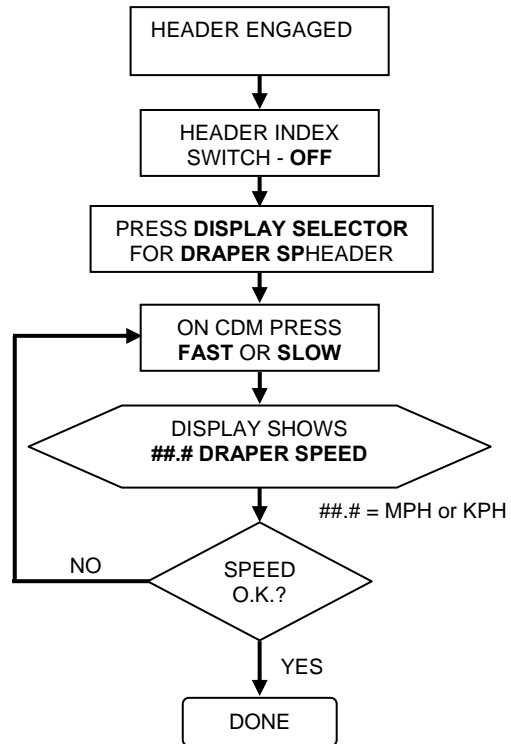 HEADER ENGAGED
HEADER INDEX
SWITCH - OFF
PRESS DISPLAY SELECTOR
FOR DRAPER SPHEADER
ON CDM PRESS
FAST OR SLOW
DISPLAY SHOWS
##.# DRAPER SPEED
##.# = MPH or KPH
NO
SPEED
O.K.?
YES
DONE